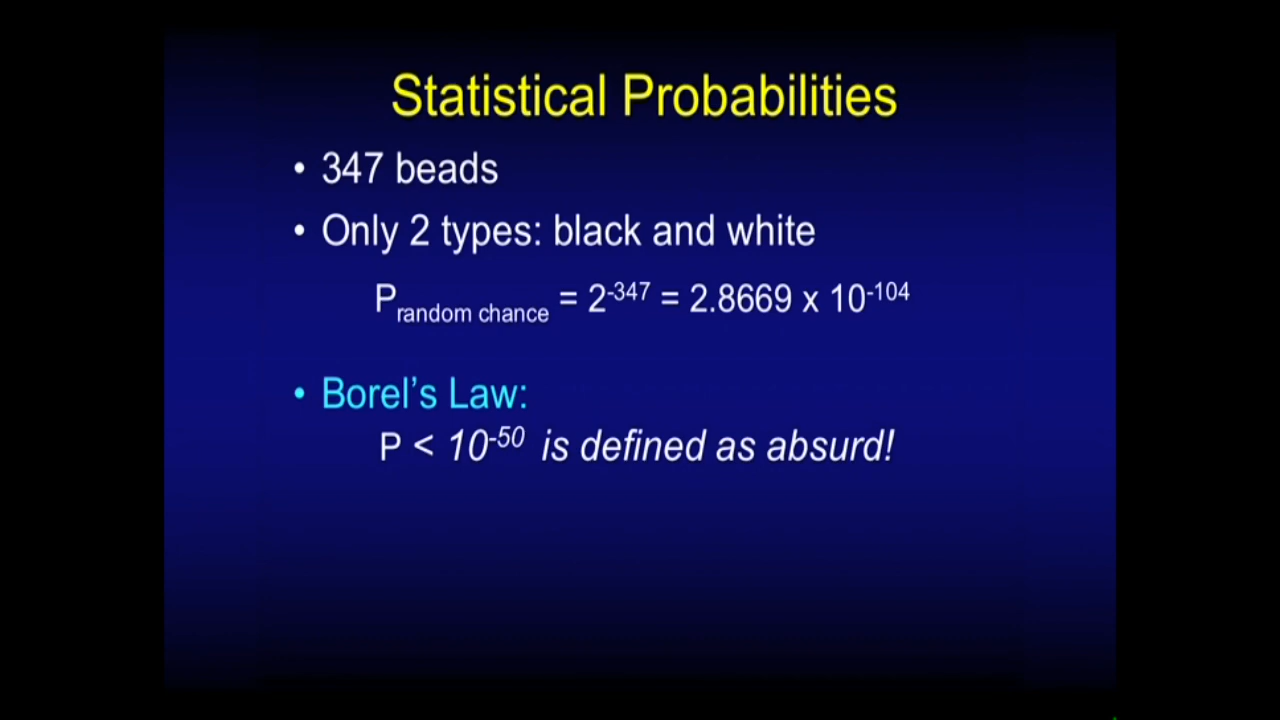 Statistical Probabilities
• 347 beads
• Only 2 types: black and white
P random chance = 2^-347 = 2.8669 x 10^-104
• Borel’s Law:
P < 10^-50 is defined as absurd!